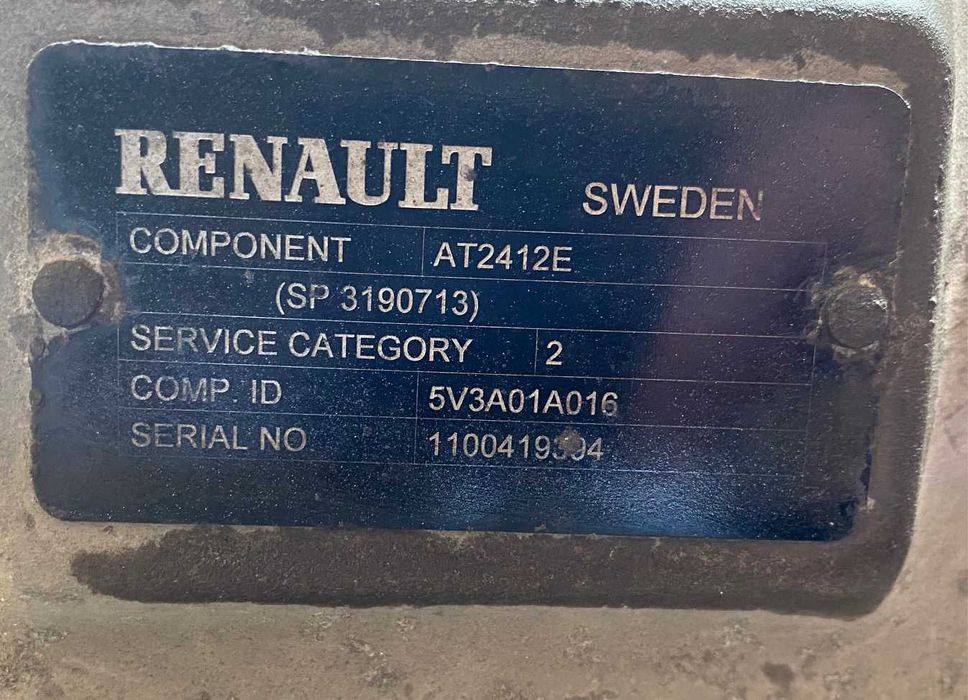 RENAULT SWEDEN
COMPONENT AT2412E
(SP 3190713)
SERVICE CATEGORY 2
COMP. ID 5V3A01A016
SERIAL NO